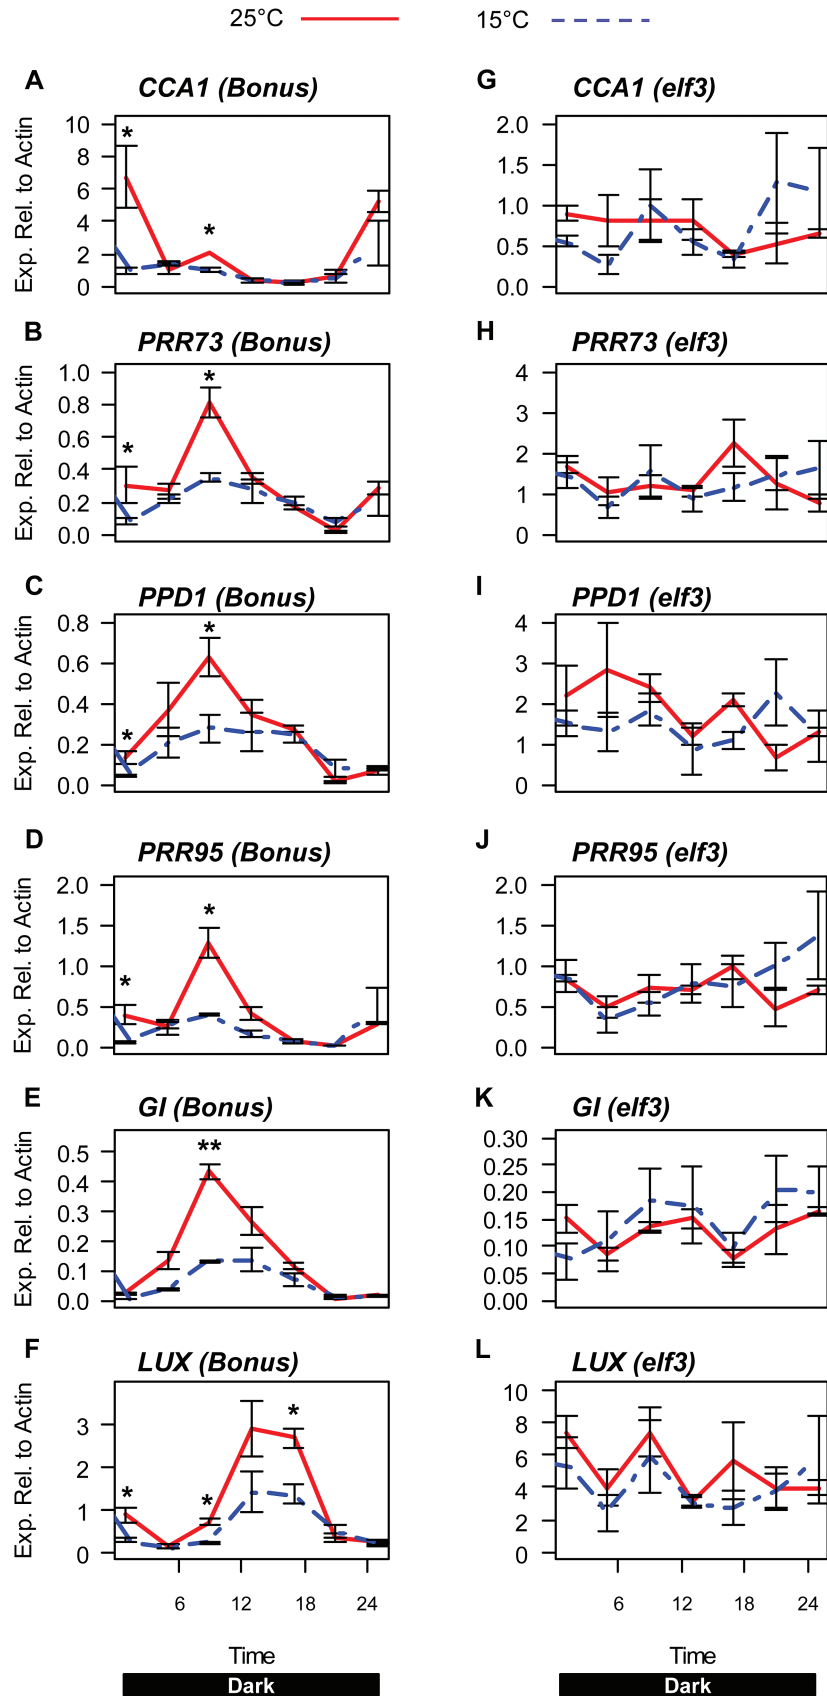 25°C
15°C
A
CCA1 (Bonus)
Exp. Rel. to Actin
10
8
6
4
2
0
*
*
G
CCA1 (elf3)
2.0
1.5
1.0
0.5
0.0
B
PRR73 (Bonus)
Exp. Rel. to Actin
1.0
0.8
0.6
0.4
0.2
0.0
*
*
H
PRR73 (elf3)
4
3
2
1
0
C
PPD1 (Bonus)
Exp. Rel. to Actin
0.8
0.6
0.4
0.2
0.0
*
*
I
PPD1 (elf3)
4
3
2
1
0
D
PRR95 (Bonus)
Exp. Rel. to Actin
2.0
1.5
1.0
0.5
0.0
*
*
J
PRR95 (elf3)
2.0
1.5
1.0
0.5
0.0
E
GI (Bonus)
Exp. Rel. to Actin
0.5
0.4
0.3
0.2
0.1
0.0
**
K
GI (elf3)
0.30
0.25
0.20
0.15
0.10
0.05
0.00
F
LUX (Bonus)
Exp. Rel. to Actin
3
2
1
0
*
*
*
6 12 18 24
Time
Dark
L
LUX (elf3)
10
8
6
4
2
0
6 12 18 24
Time
Dark